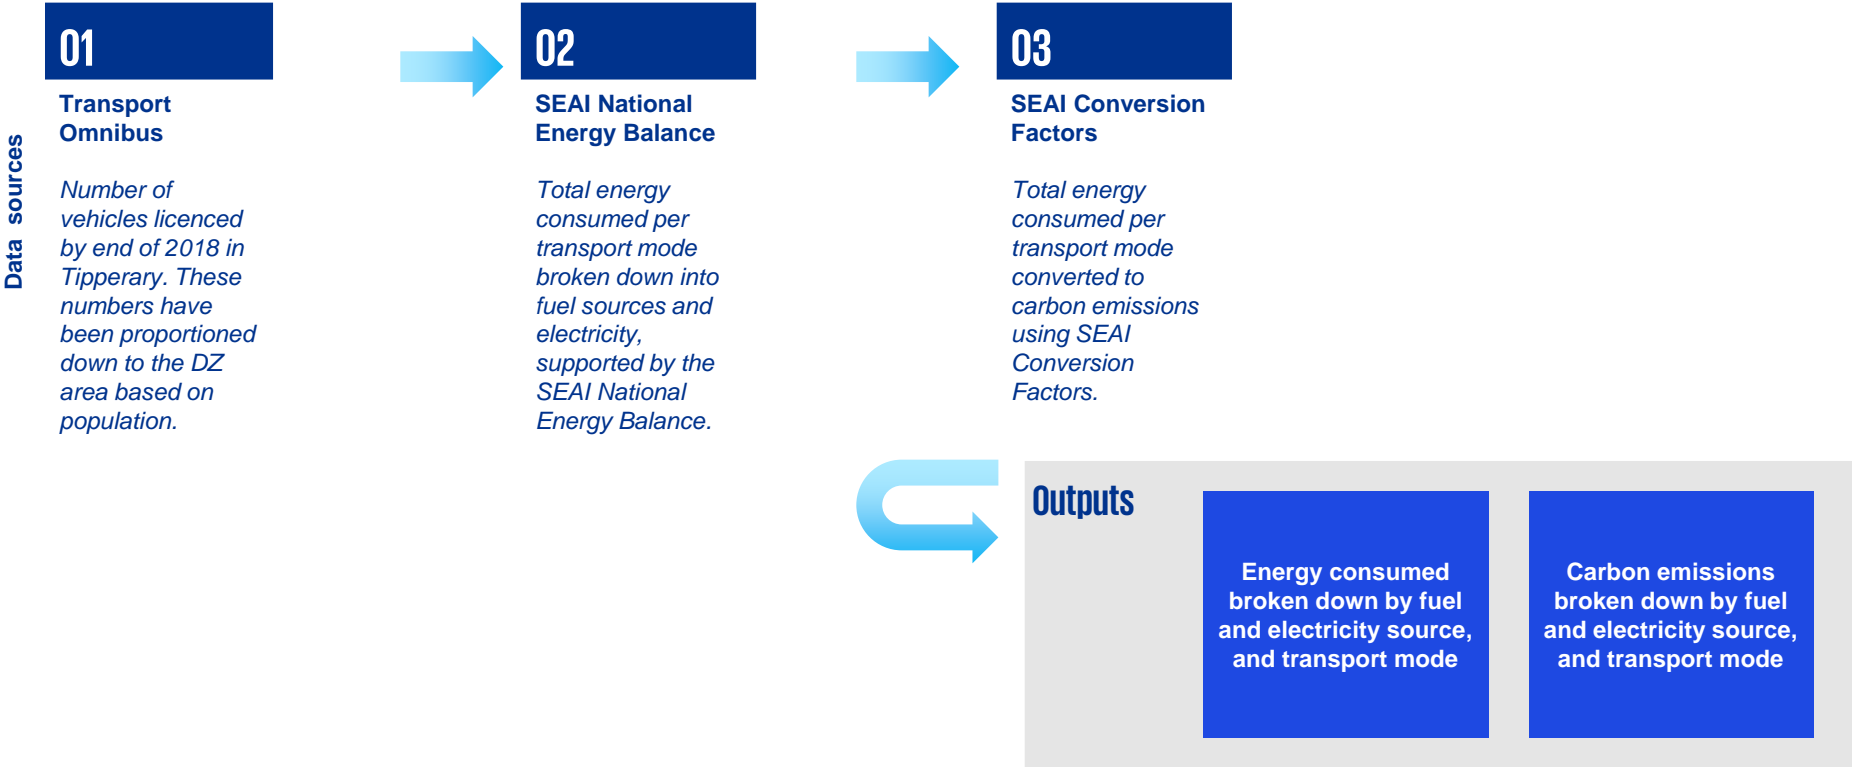 Data sources
01
Transport
Omnibus
Number of
vehicles licenced
by end of 2018 in
Tipperary. These
numbers have
been proportioned
down to the DZ
area based on
population.
02
SEAI National
Energy Balance
Total energy
consumed per
transport mode
broken down into
fuel sources and
electricity,
supported by the
SEAI National
Energy Balance.
03
SEAI Conversion
Factors
Total energy
consumed per
transport mode
converted to
carbon emissions
using SEAI
Conversion
Factors.
Outputs
Energy consumed
broken down by fuel
and electricity source,
and transport mode
Carbon emissions
broken down by fuel
and electricity source,
and transport mode